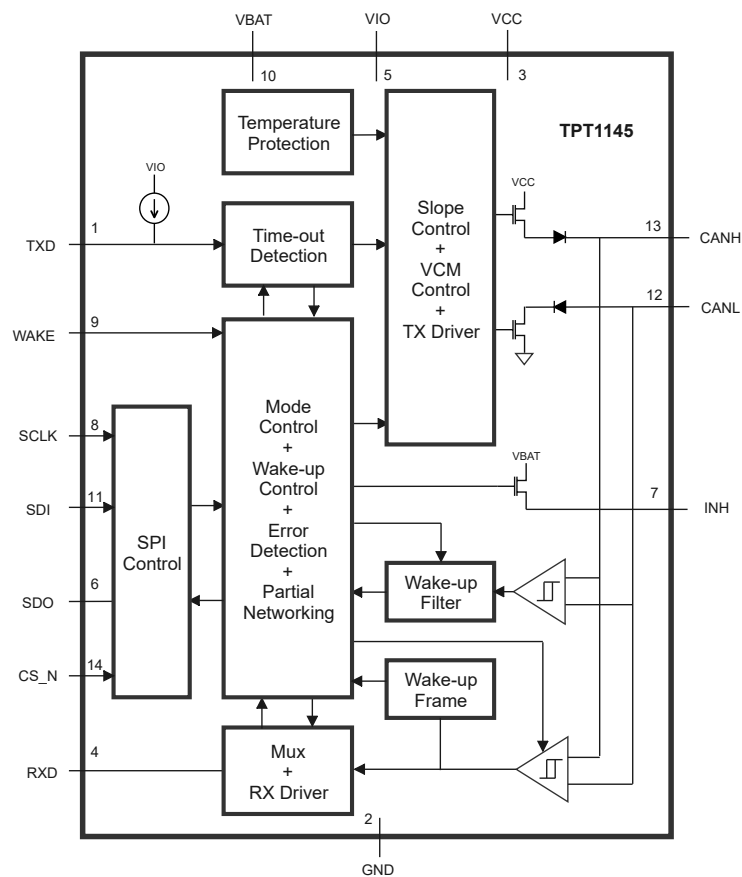 VBAT
VIO
VCC
10
5
3
Temperature
Protection
TPT1145
VIO
VCC
1
TXD
Time-out
Detection
Slope
Control
+
VCM
Control
+
TX Driver
13
CANH
12
CANL
9
WAKE
8
SCLK
11
SDI
6
SDO
14
CS_N
SPI
Control
Mode
Control
+
Wake-up
Control
+
Error
Detection
+
Partial
Networking
VBAT
7
INH
Wake-up
Filter
Wake-up
Frame
4
RXD
Mux
+
RX Driver
2
GND